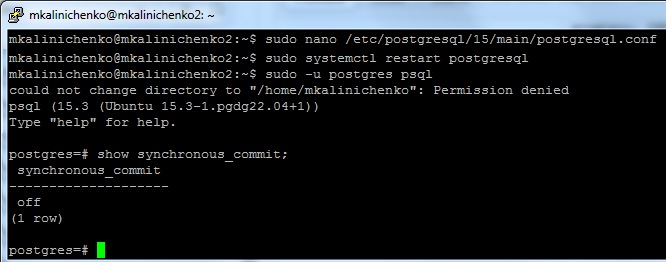 mkalinichenko@mkalinichenko2: ~
mkalinichenko@mkalinichenko2:~$ sudo nano /etc/postgresql/15/main/postgresql.conf
mkalinichenko@mkalinichenko2:~$ sudo systemctl restart postgresql
mkalinichenko@mkalinichenko2:~$ sudo -u postgres psql
could not change directory to "/home/mkalinichenko": Permission denied
psql (15.3 (Ubuntu 15.3-1.pgdg22.04+1))
Type "help" for help.
postgres=# show synchronous_commit;
synchronous_commit
--------------------
off
(1 row)
postgres=#